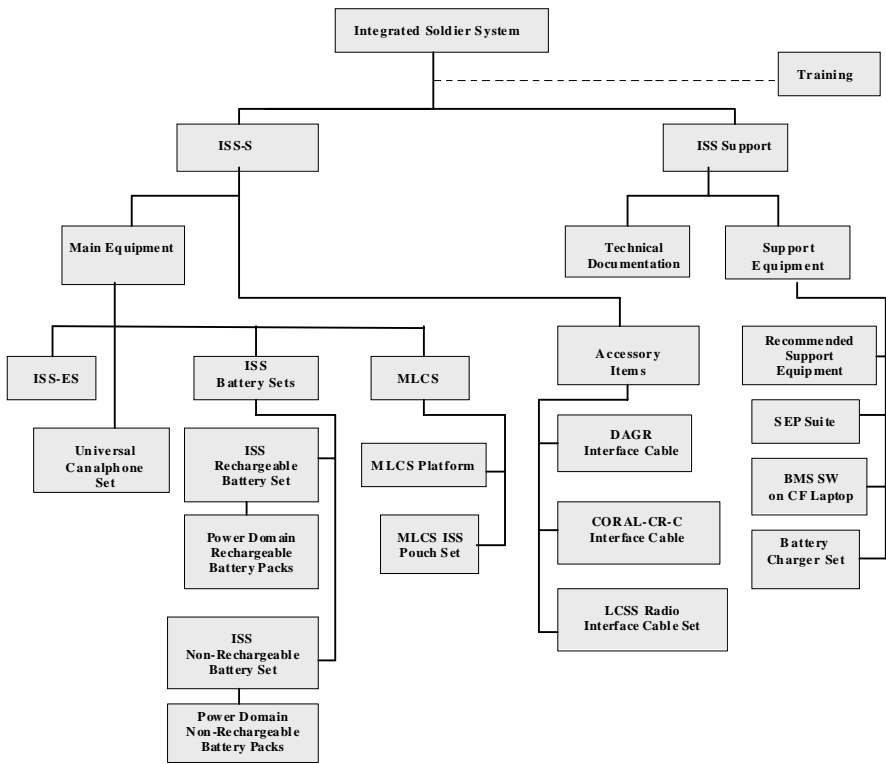 Integrated Soldier System
Training
ISS-S
ISS Support
Main Equipment
Technical
Documentation
Support
Equipment
ISS-ES
ISS
Battery Sets
MLCS
Accessory
Items
Recommended
Support
Equipment
Universal
Canalphone
Set
ISS
Rechargeable
Battery Set
MLCS Platform
DAGR
Interface Cable
SEP Suite
Power Domain
Rechargeable
Battery Packs
MLCS ISS
Pouch Set
CORAL-CR-C
Interface Cable
BMS SW
on CF Laptop
Battery
Charger Set
ISS
Non-Rechargeable
Battery Set
LCSS Radio
Interface Cable Set
Power Domain
Non-Rechargeable
Battery Packs